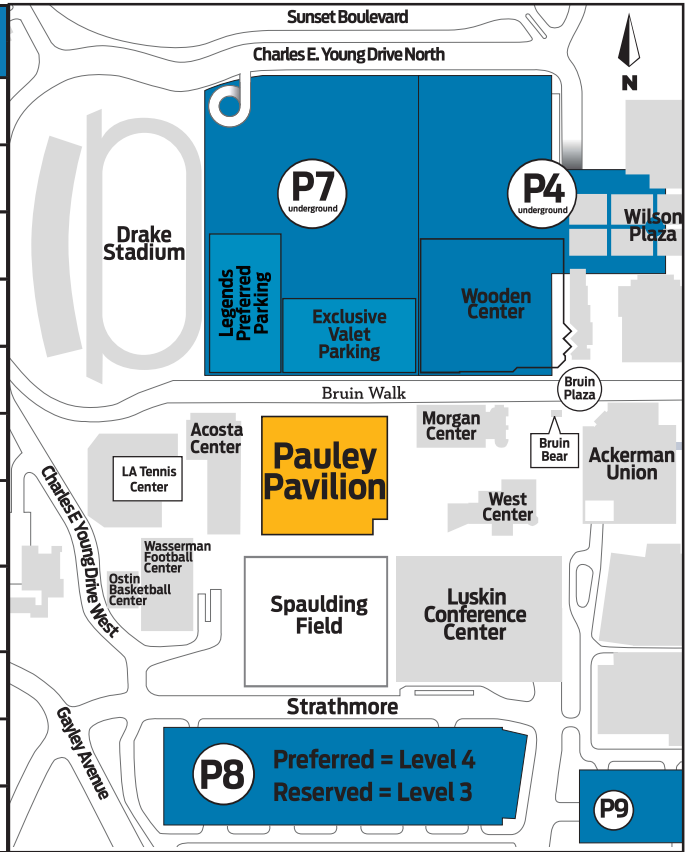 Sunset Boulevard
Charles E. Young Drive North
N
P7
underground
P4
underground
Wilson
Plaza
Drake
Stadium
Legends
Preferred
Parking
Exclusive
Valet
Parking
Wooden
Center
Bruin Walk
Bruin
Plaza
Acosta
Center
Pauley
Pavilion
Morgan
Center
Bruin
Bear
Ackerman
Union
LA Tennis
Center
West
Center
Charles E Young Drive West
Wasserman
Football
Center
Ostin
Basketball
Center
Spaulding
Field
Luskin
Conference
Center
Strathmore
Gayley Avenue
P8
Preferred = Level 4
Reserved = Level 3
P9